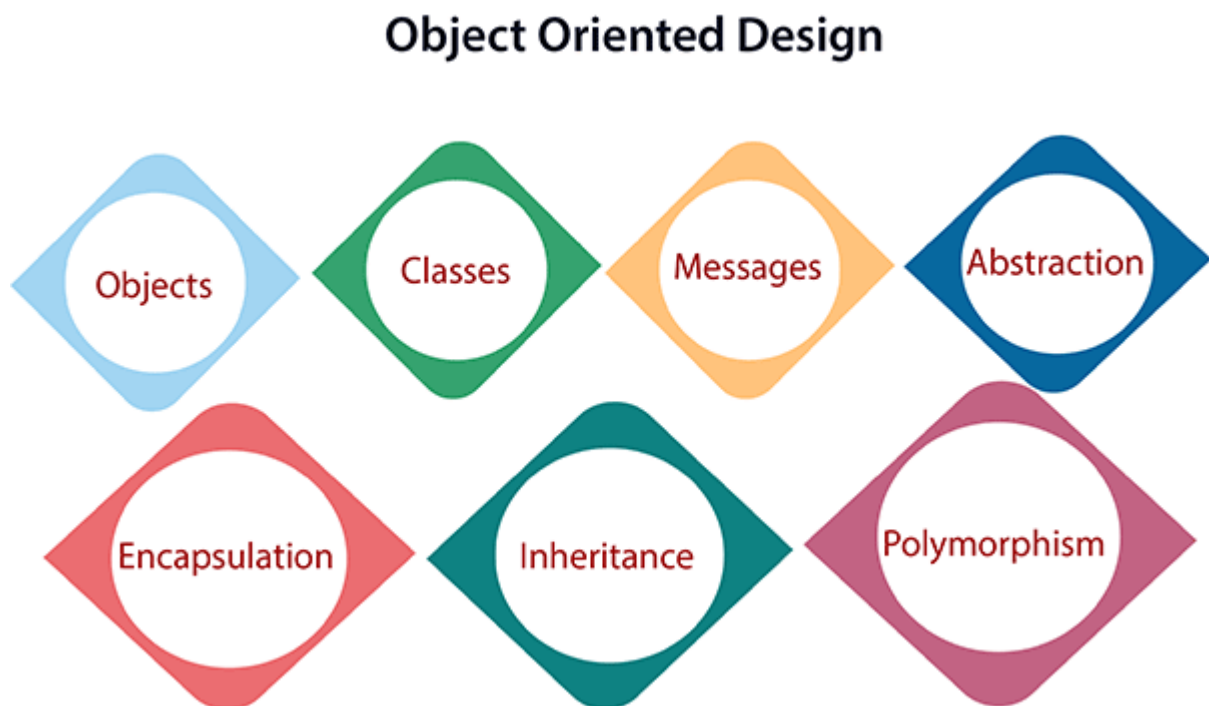 Object Oriented Design
Objects
Classes
Messages
Abstraction
Encapsulation
Inheritance
Polymorphism